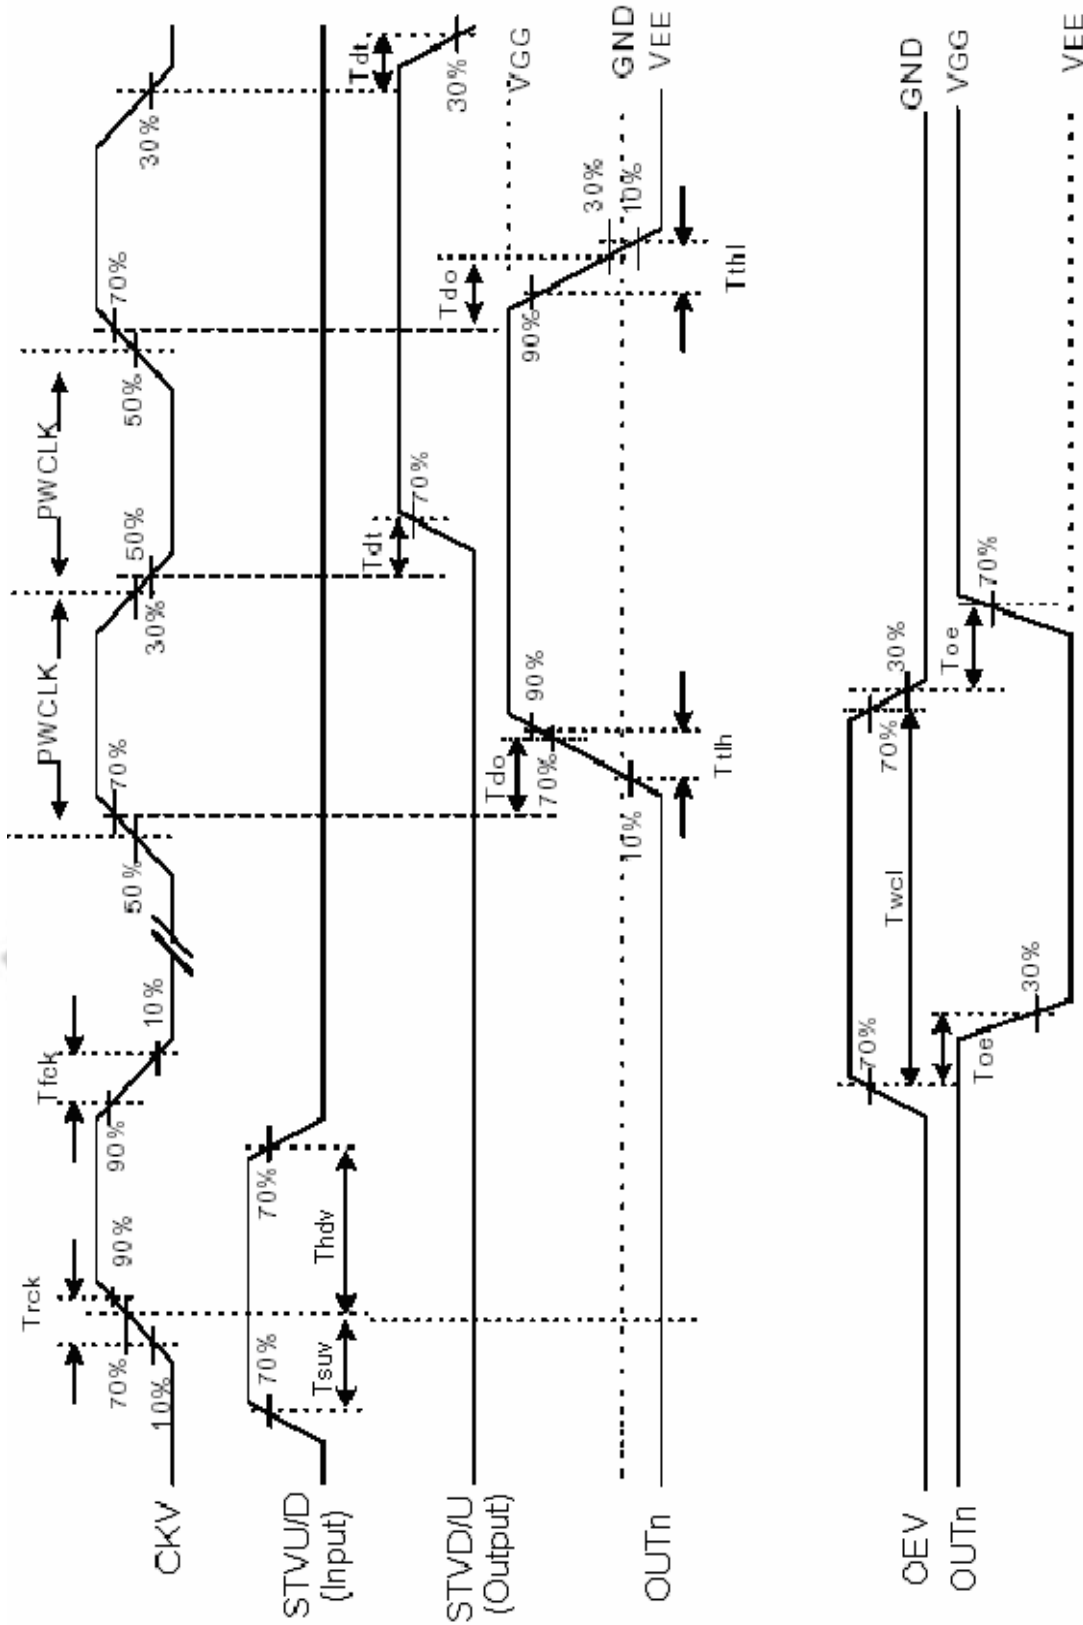 Trck
Tfck
PWCLK
PWCLK
CKV
10%
70%
90%
90%
10%
50%
70%
30%
50%
50%
70%
30%
STVU/D
(Input)
70%
70%
Tsuv
Thdv
STVD/U
(Output)
Tdt
70%
Tdt
30%
OUTn
Tdo
10%
70%
90%
Ttlh
Tdo
90%
30%
10%
Tthl
VGG
GND
VEE
OEV
70%
Twcl
70%
30%
GND
OUTn
Toe
30%
Toe
70%
VGG
VEE